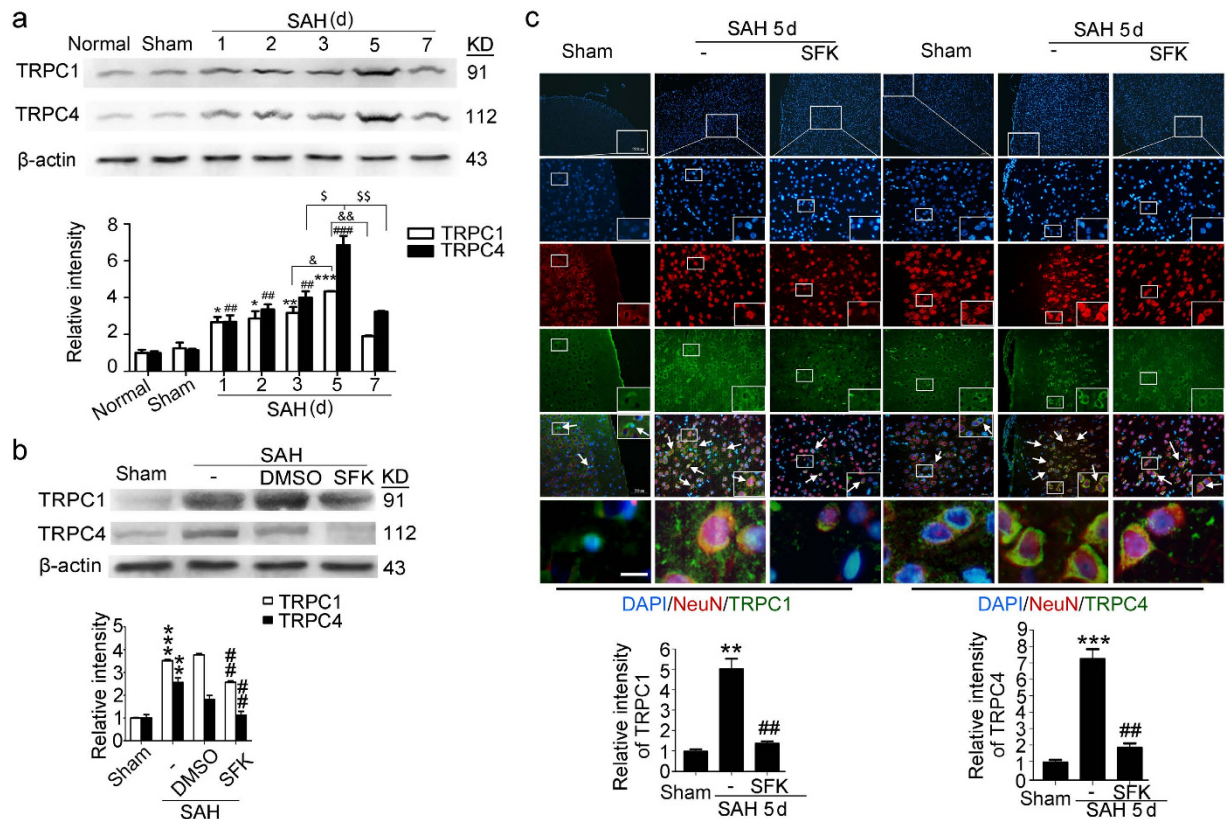 a
SAH (d)
Normal Sham 1 2 3 5 7 KD
TRPC1 91
TRPC4 112
β-actin 43
$ $$
&&
###
&
***
* ## * ## ** ##
TRPC1
TRPC4
Relative intensity
8
6
4
2
0
Normal Sham 1 2 3 5 7
SAH (d)
b
SAH
Sham - DMSO SFK KD
TRPC1 91
TRPC4 112
β-actin 43
TRPC1
TRPC4
Relative intensity
5
4
3
2
1
0
*** ** ## ##
Sham - DMSO SFK
SAH
c
SAH 5d SAH 5d
Sham - SFK Sham - SFK
DAPI/NeuN/TRPC1 DAPI/NeuN/TRPC4
Relative intensity
of TRPC1
6
5
4
3
2
1
0
**
##
Sham - SFK
SAH 5d
Relative intensity
of TRPC4
8
7
6
5
4
3
2
1
0
***
##
Sham - SFK
SAH 5d